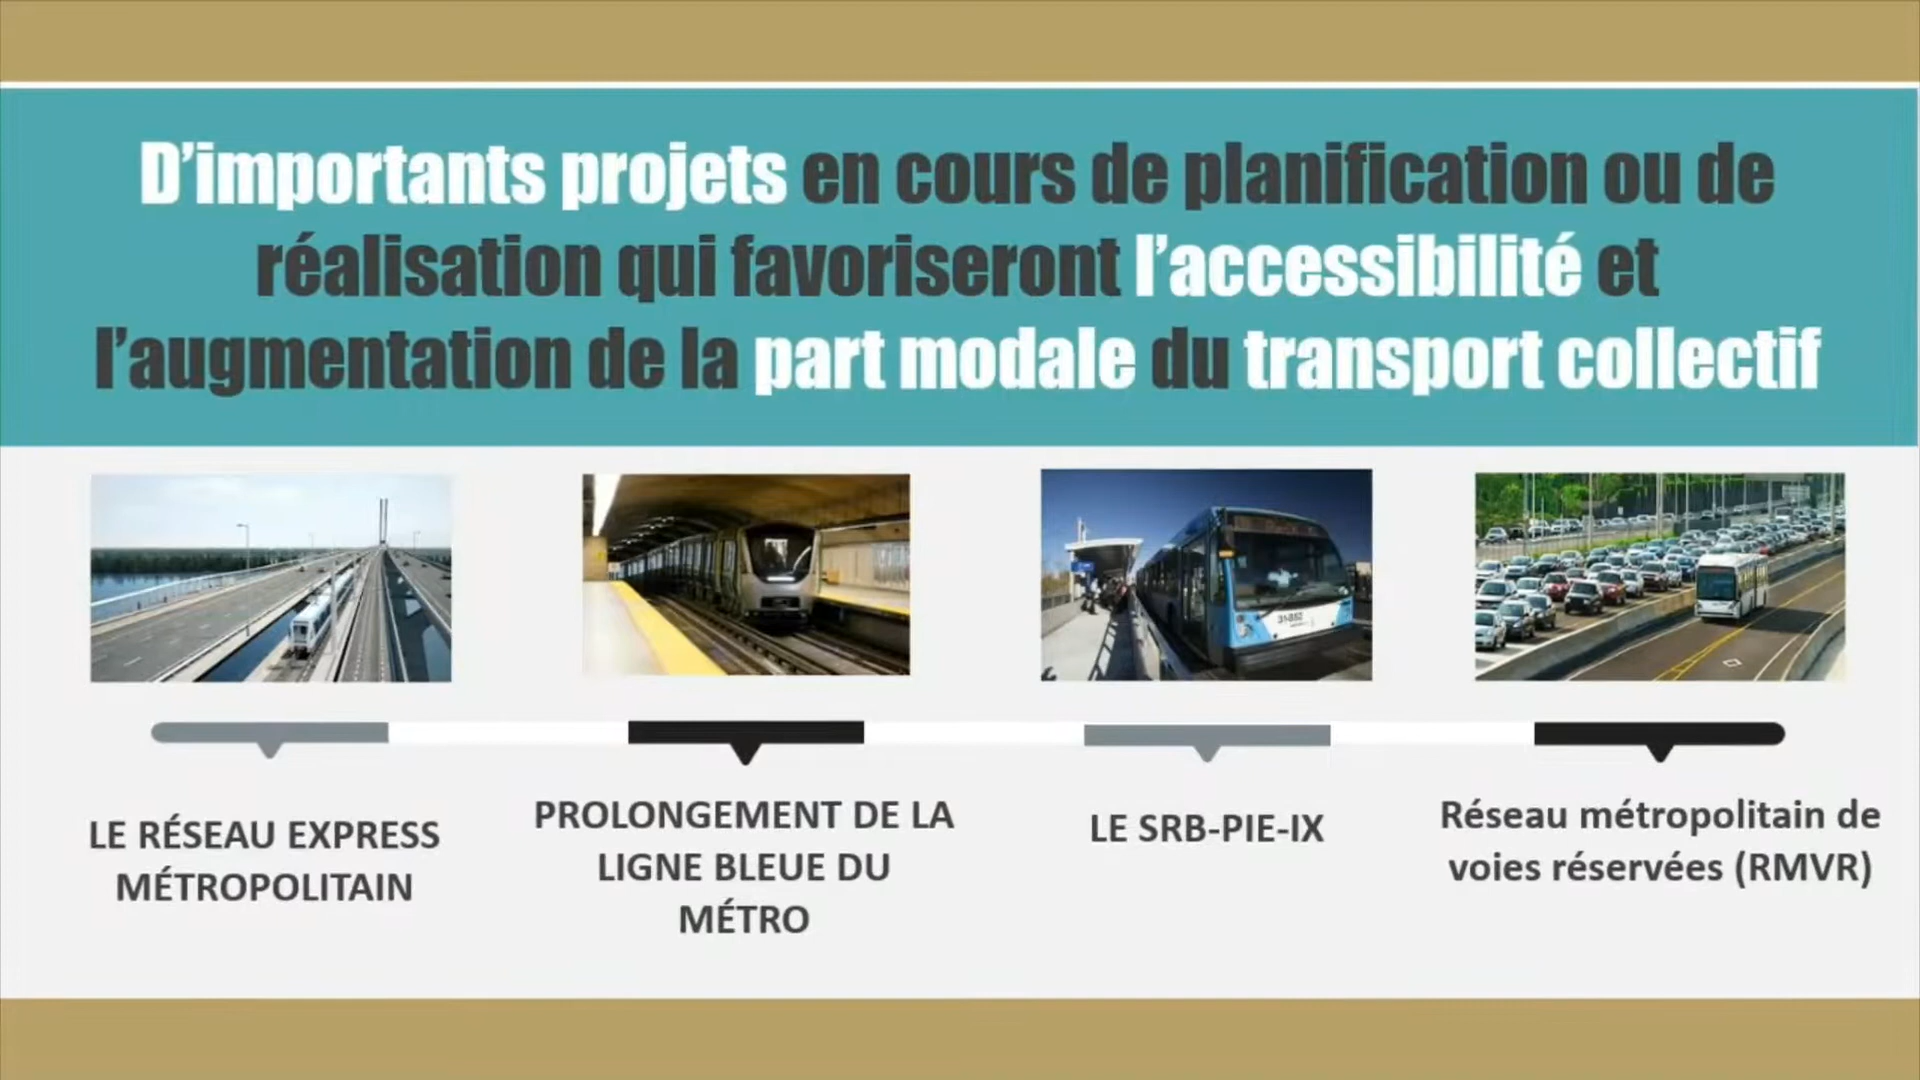 D’importants projets en cours de planification ou de
réalisation qui favoriseront l’accessibilité et
l’augmentation de la part modale du transport collectif
LE RÉSEAU EXPRESS
MÉTROPOLITAIN
PROLONGEMENT DE LA
LIGNE BLEUE DU
MÉTRO
31-852
LE SRB-PIE-IX
Réseau métropolitain de
voies réservées (RMVR)